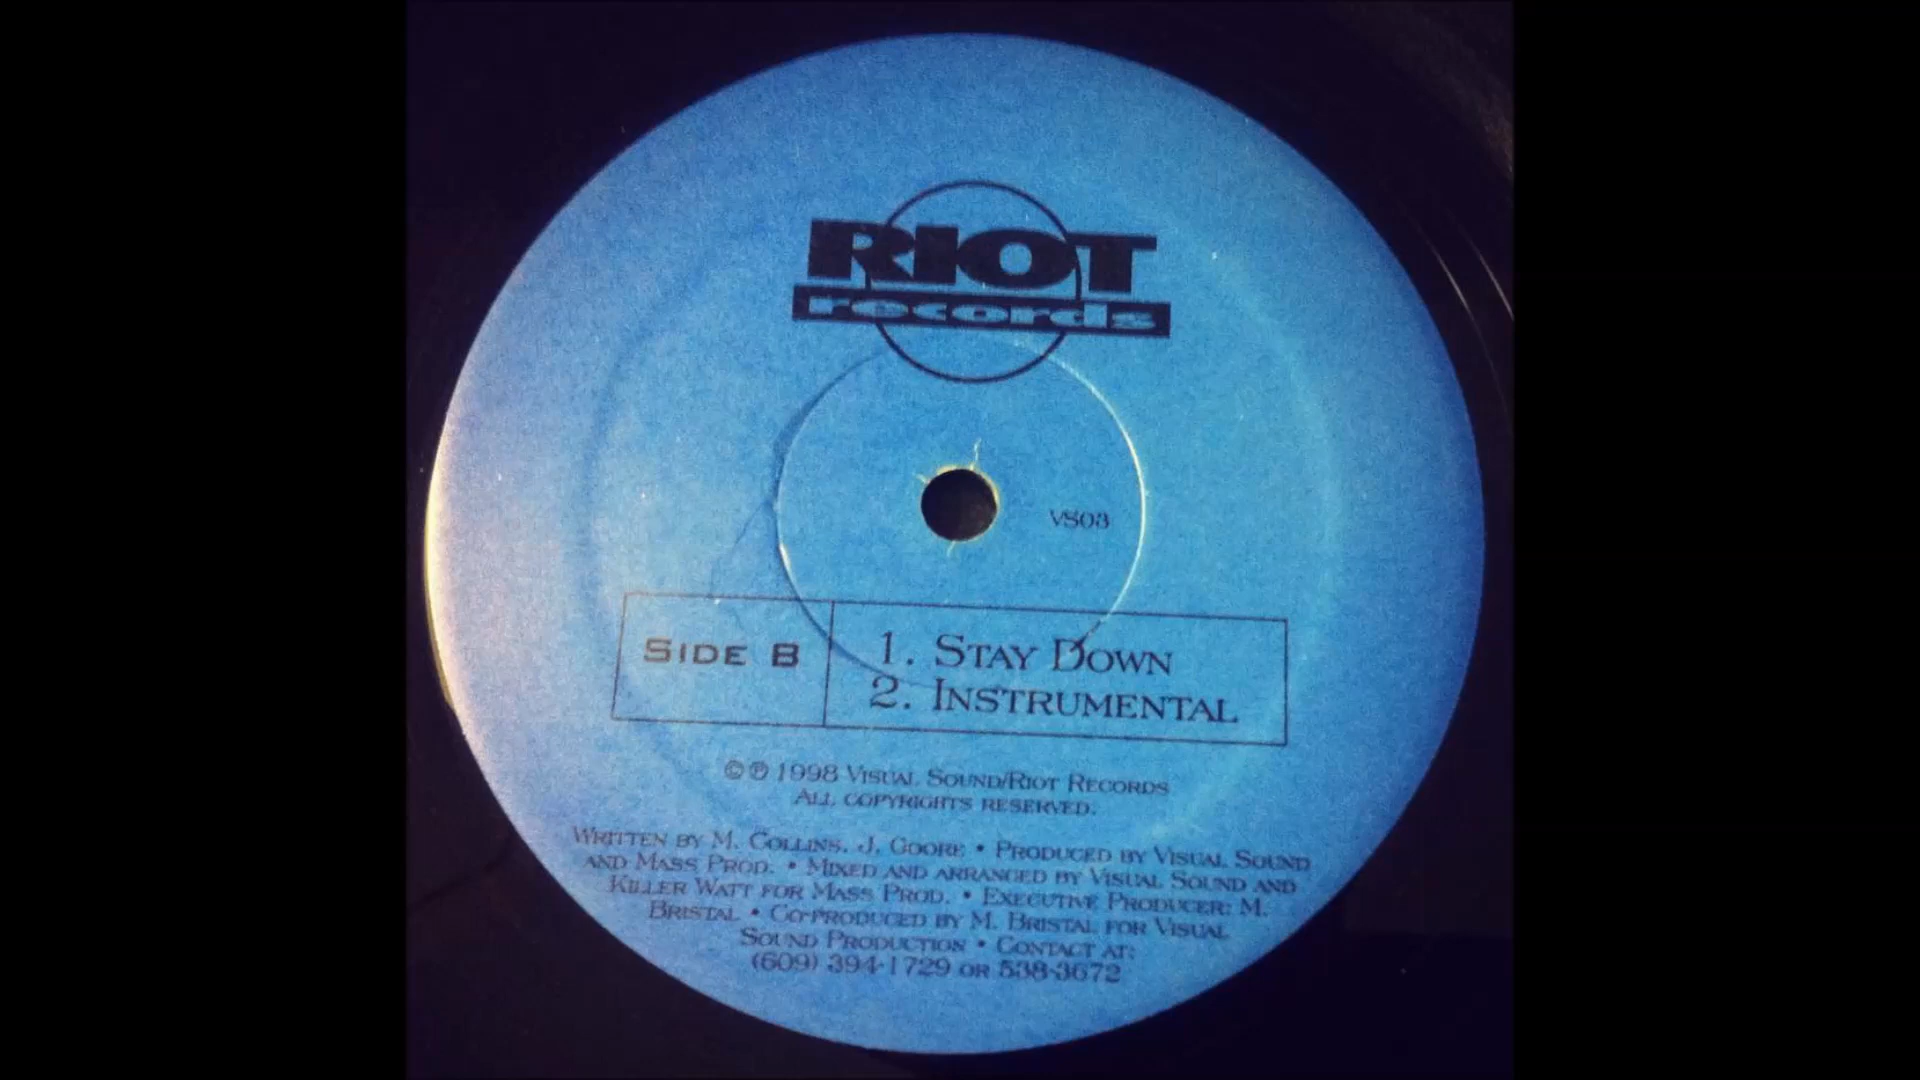 RIOT
records
VS03
SIDE B
1. STAY DOWN
2. INSTRUMENTAL
©℗ 1998 VISUAL SOUND/RIOT RECORDS
ALL COPYRIGHTS RESERVED.
WRITTEN BY M. COLLINS, J. GOORE • PRODUCED BY VISUAL SOUND
AND MASS PROD. • MIXED AND ARRANGED BY VISUAL SOUND AND
KILLER WATT FOR MASS PROD. • EXECUTIVE PRODUCER: M.
BRISTAL • CO-PRODUCED BY M. BRISTAL FOR VISUAL
SOUND PRODUCTION • CONTACT AT:
(609) 394-1729 OR 538-3672